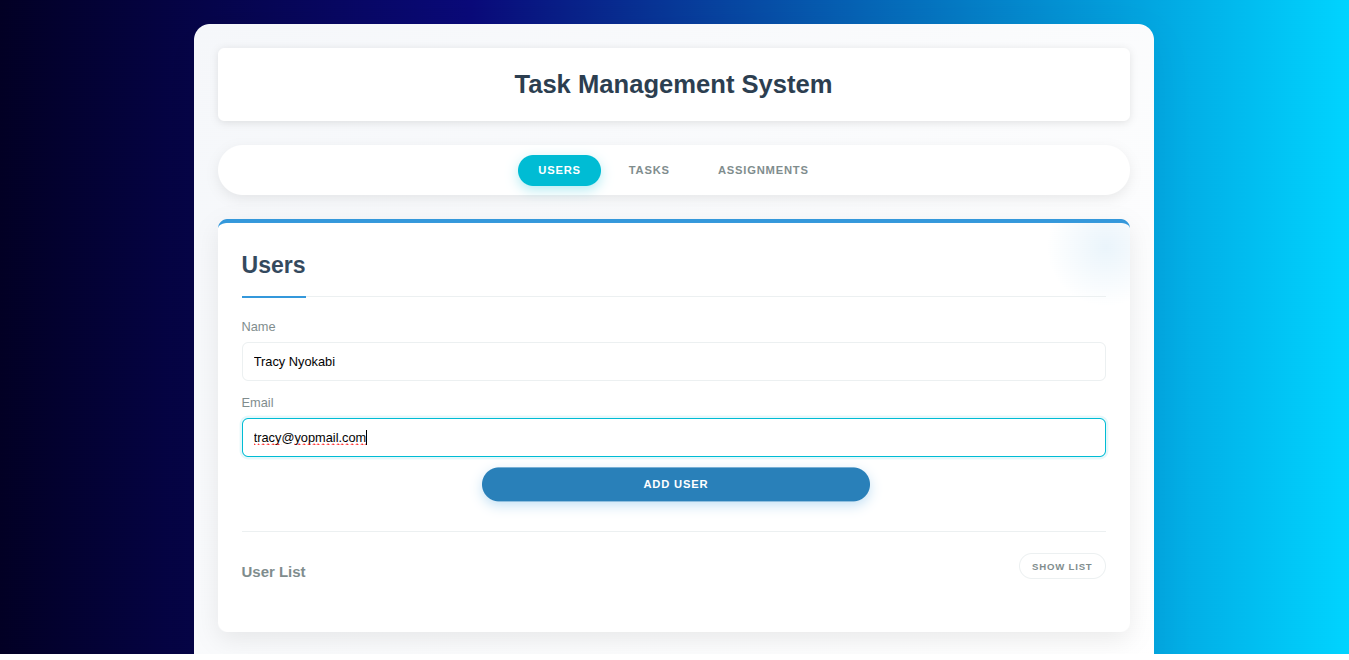 Task Management System
USERS TASKS ASSIGNMENTS
Users
Name
Tracy Nyokabi
Email
tracy@yopmail.com
ADD USER
User List
SHOW LIST